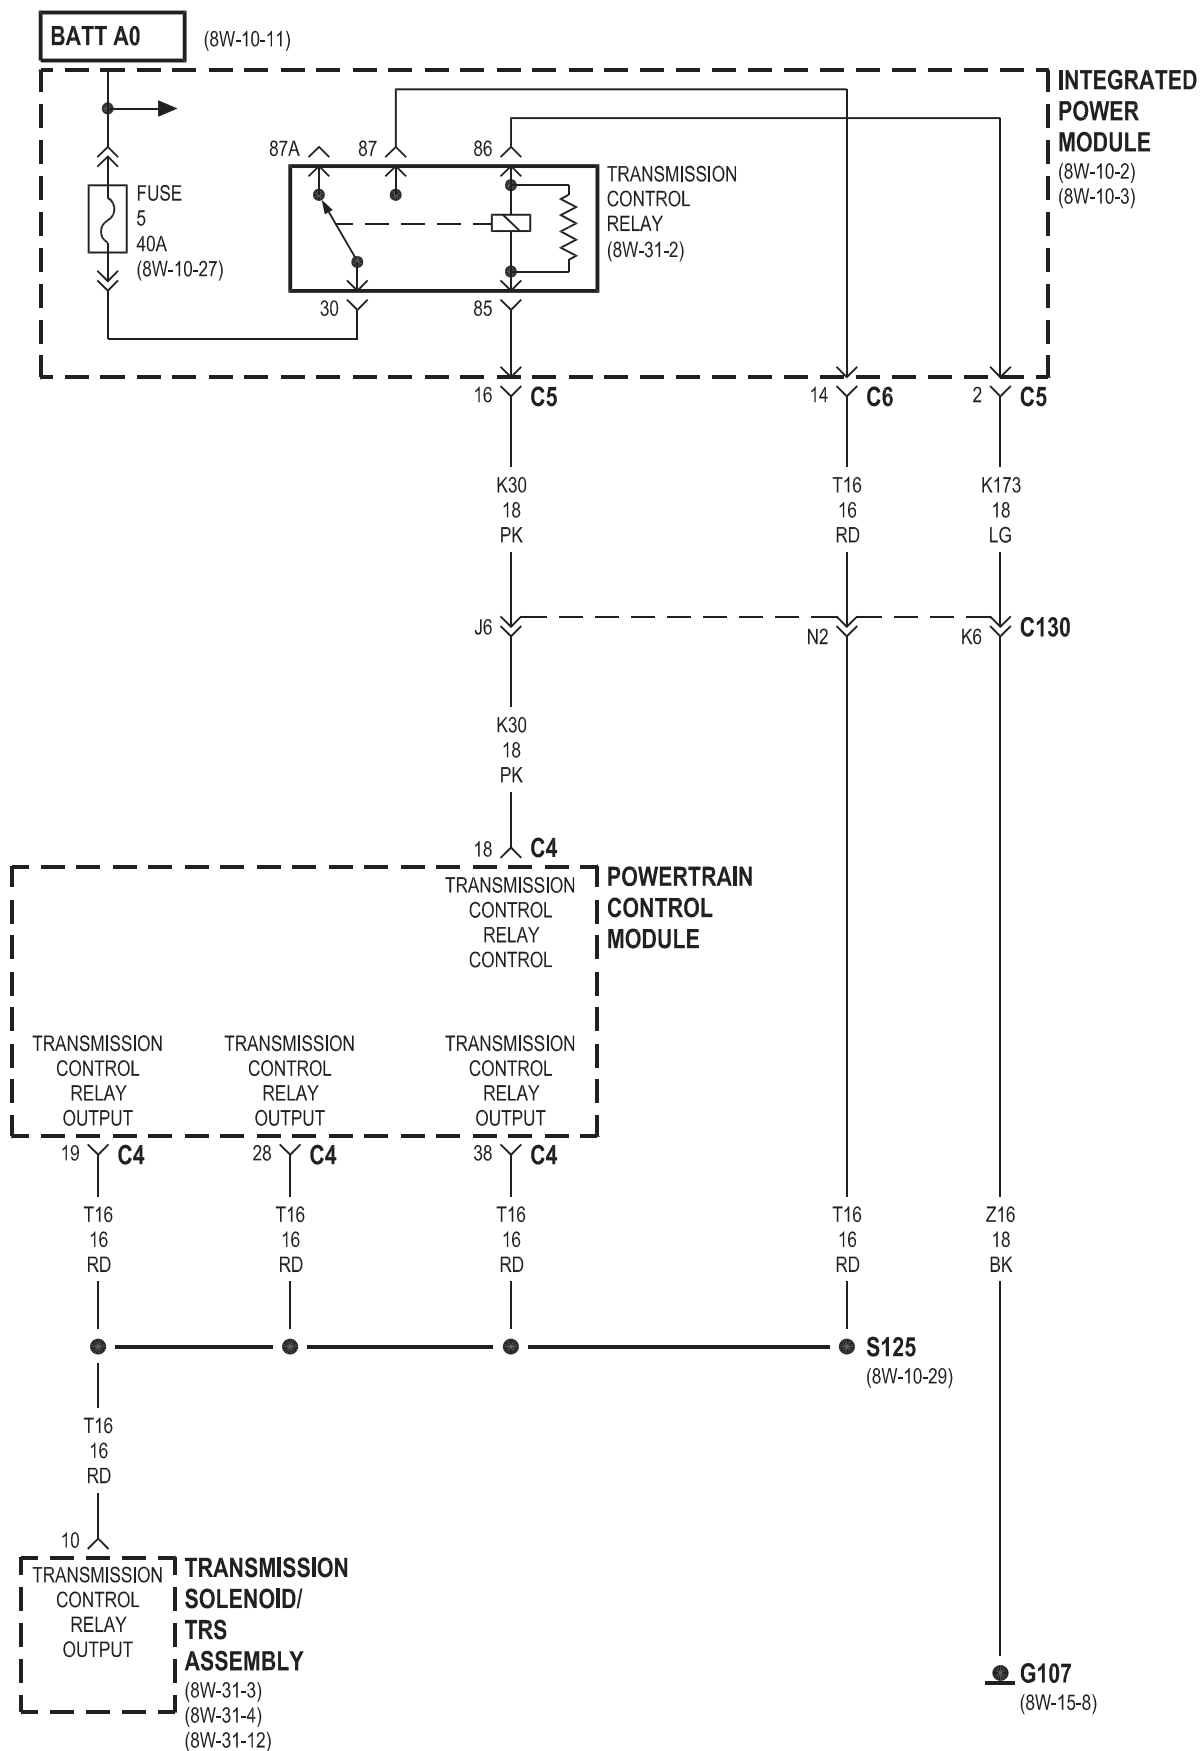 BATT A0
(8W-10-11)
INTEGRATED
POWER
MODULE
(8W-10-2)
(8W-10-3)
87A
87
86
TRANSMISSION
CONTROL
RELAY
(8W-31-2)
FUSE
5
40A
(8W-10-27)
30
85
16
C5
14
C6
2
C5
K30
18
PK
T16
16
RD
K173
18
LG
J6
N2
K6
C130
K30
18
PK
18
C4
POWERTRAIN
CONTROL
MODULE
TRANSMISSION
CONTROL
RELAY
CONTROL
TRANSMISSION
CONTROL
RELAY
OUTPUT
TRANSMISSION
CONTROL
RELAY
OUTPUT
TRANSMISSION
CONTROL
RELAY
OUTPUT
19
C4
28
C4
38
C4
T16
16
RD
T16
16
RD
T16
16
RD
T16
16
RD
Z16
18
BK
S125
(8W-10-29)
T16
16
RD
10
TRANSMISSION
CONTROL
RELAY
OUTPUT
TRANSMISSION
SOLENOID/
TRS
ASSEMBLY
(8W-31-3)
(8W-31-4)
(8W-31-12)
G107
(8W-15-8)